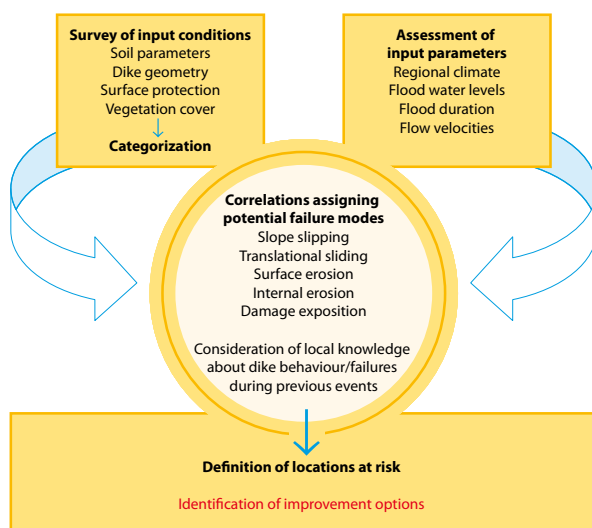 Survey of input conditions
Soil parameters
Dike geometry
Surface protection
Vegetation cover
Categorization
Assessment of
input parameters
Regional climate
Flood water levels
Flood duration
Flow velocities
Correlations assigning
potential failure modes
Slope slipping
Translational sliding
Surface erosion
Internal erosion
Damage exposition
Consideration of local knowledge
about dike behaviour/failures
during previous events
Definition of locations at risk
Identification of improvement options